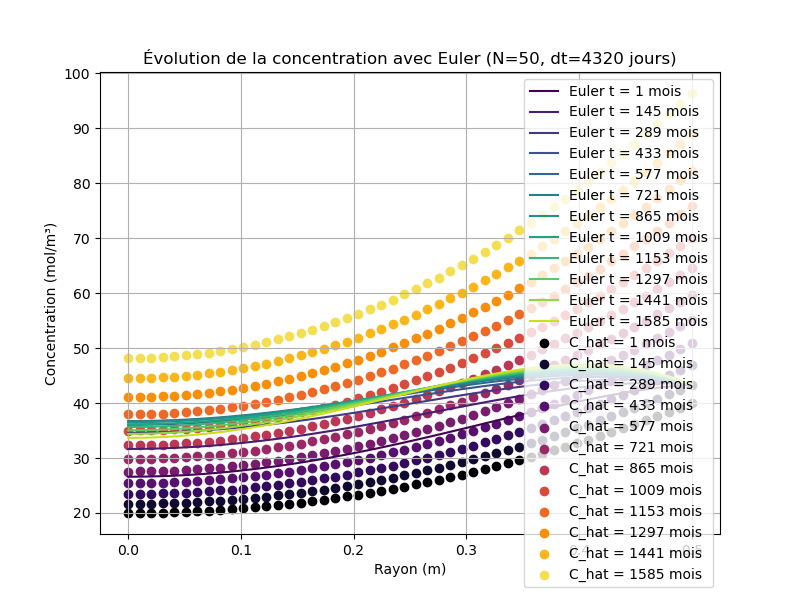 Évolution de la concentration avec Euler (N=50, dt=4320 jours)
100
90
80
70
60
50
40
30
20
Concentration (mol/m³)
0.0
0.1
0.2
0.3
0.4
0.5
Rayon (m)
Euler t = 1 mois
Euler t = 145 mois
Euler t = 289 mois
Euler t = 433 mois
Euler t = 577 mois
Euler t = 721 mois
Euler t = 865 mois
Euler t = 1009 mois
Euler t = 1153 mois
Euler t = 1297 mois
Euler t = 1441 mois
Euler t = 1585 mois
C_hat = 1 mois
C_hat = 145 mois
C_hat = 289 mois
C_hat = 433 mois
C_hat = 577 mois
C_hat = 721 mois
C_hat = 865 mois
C_hat = 1009 mois
C_hat = 1153 mois
C_hat = 1297 mois
C_hat = 1441 mois
C_hat = 1585 mois